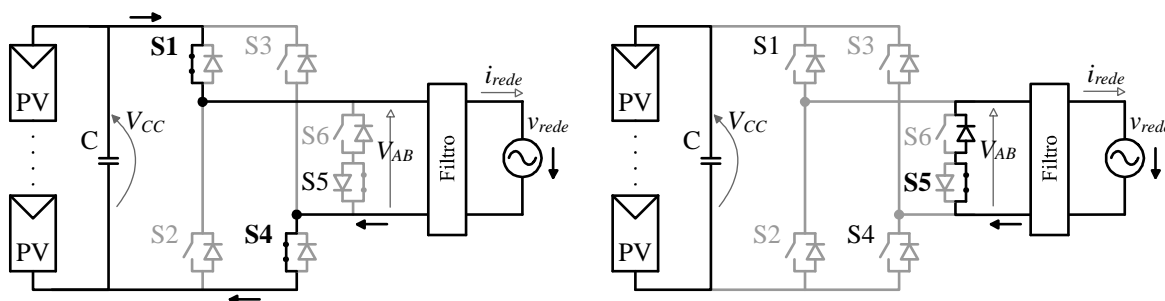 S1
S3
PV
i_rede
V_CC
C
S6
V_AB
Filtro
v_rede
S5
PV
S2
S4
S1
S3
PV
i_rede
V_CC
C
S6
V_AB
Filtro
v_rede
S5
PV
S2
S4